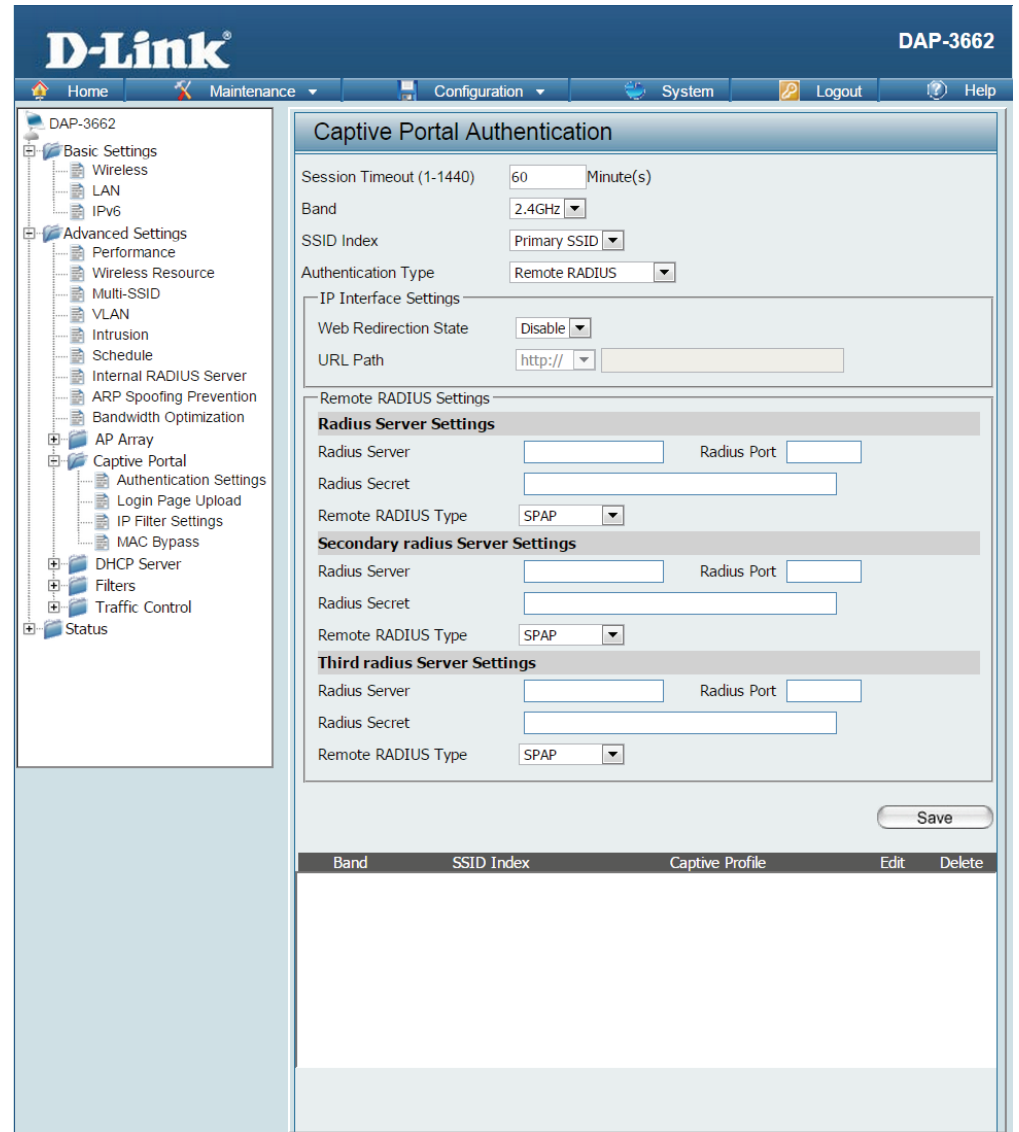 D-Link®
DAP-3662
Home
Maintenance
Configuration
System
Logout
Help
DAP-3662
Basic Settings
Wireless
LAN
IPv6
Advanced Settings
Performance
Wireless Resource
Multi-SSID
VLAN
Intrusion
Schedule
Internal RADIUS Server
ARP Spoofing Prevention
Bandwidth Optimization
AP Array
Captive Portal
Authentication Settings
Login Page Upload
IP Filter Settings
MAC Bypass
DHCP Server
Filters
Traffic Control
Status
Captive Portal Authentication
Session Timeout (1-1440) 60 Minute(s)
Band 2.4GHz
SSID Index Primary SSID
Authentication Type Remote RADIUS
IP Interface Settings
Web Redirection State Disable
URL Path http://
Remote RADIUS Settings
Radius Server Settings
Radius Server Radius Port
Radius Secret
Remote RADIUS Type SPAP
Secondary radius Server Settings
Radius Server Radius Port
Radius Secret
Remote RADIUS Type SPAP
Third radius Server Settings
Radius Server Radius Port
Radius Secret
Remote RADIUS Type SPAP
Save
Band SSID Index Captive Profile Edit Delete